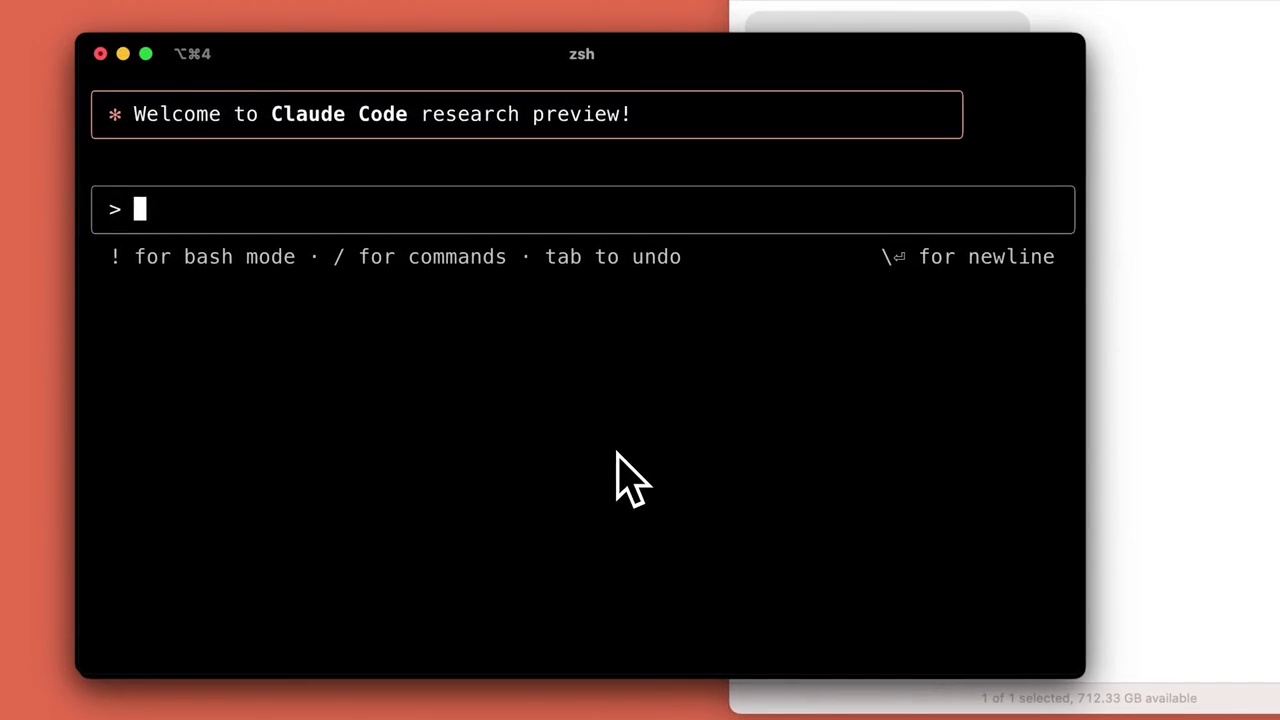 ⌥⌘4
zsh
✻ Welcome to Claude Code research preview!
>
! for bash mode · / for commands · tab to undo
\⏎ for newline
1 of 1 selected, 712.33 GB available